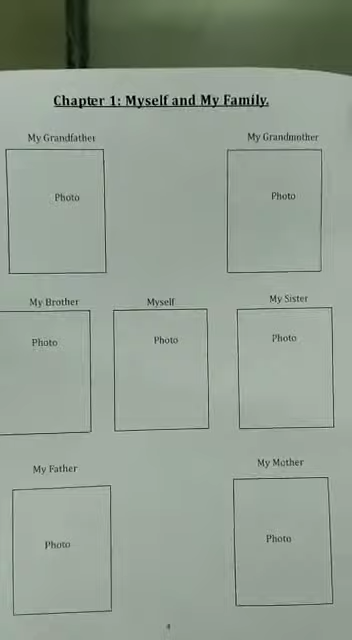 Chapter 1: Myself and My Family.
My Grandfather
My Grandmother
Photo
Photo
My Brother
Myself
My Sister
Photo
Photo
Photo
My Father
My Mother
Photo
Photo
4